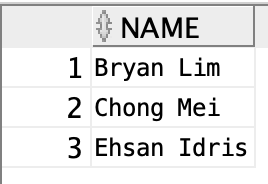 NAME
1 Bryan Lim
2 Chong Mei
3 Ehsan Idris